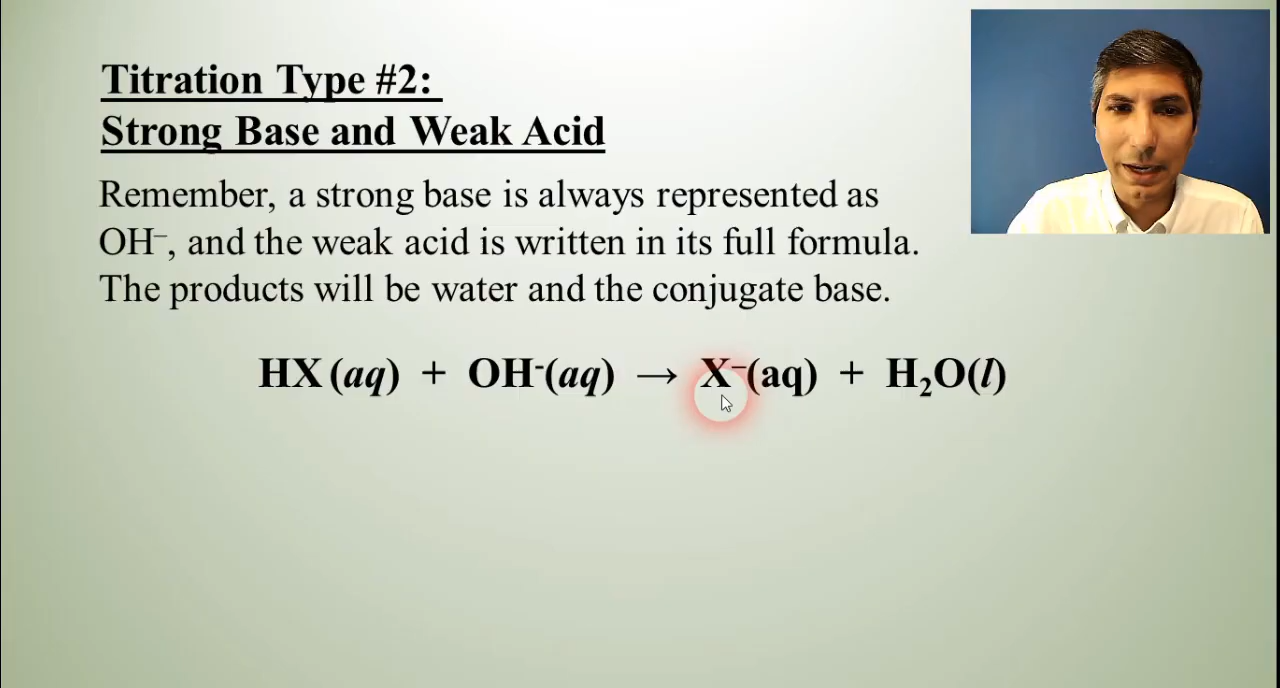 Titration Type #2:
Strong Base and Weak Acid
Remember, a strong base is always represented as
OH⁻, and the weak acid is written in its full formula.
The products will be water and the conjugate base.
HX (aq) + OH⁻(aq) → X⁻(aq) + H₂O(l)